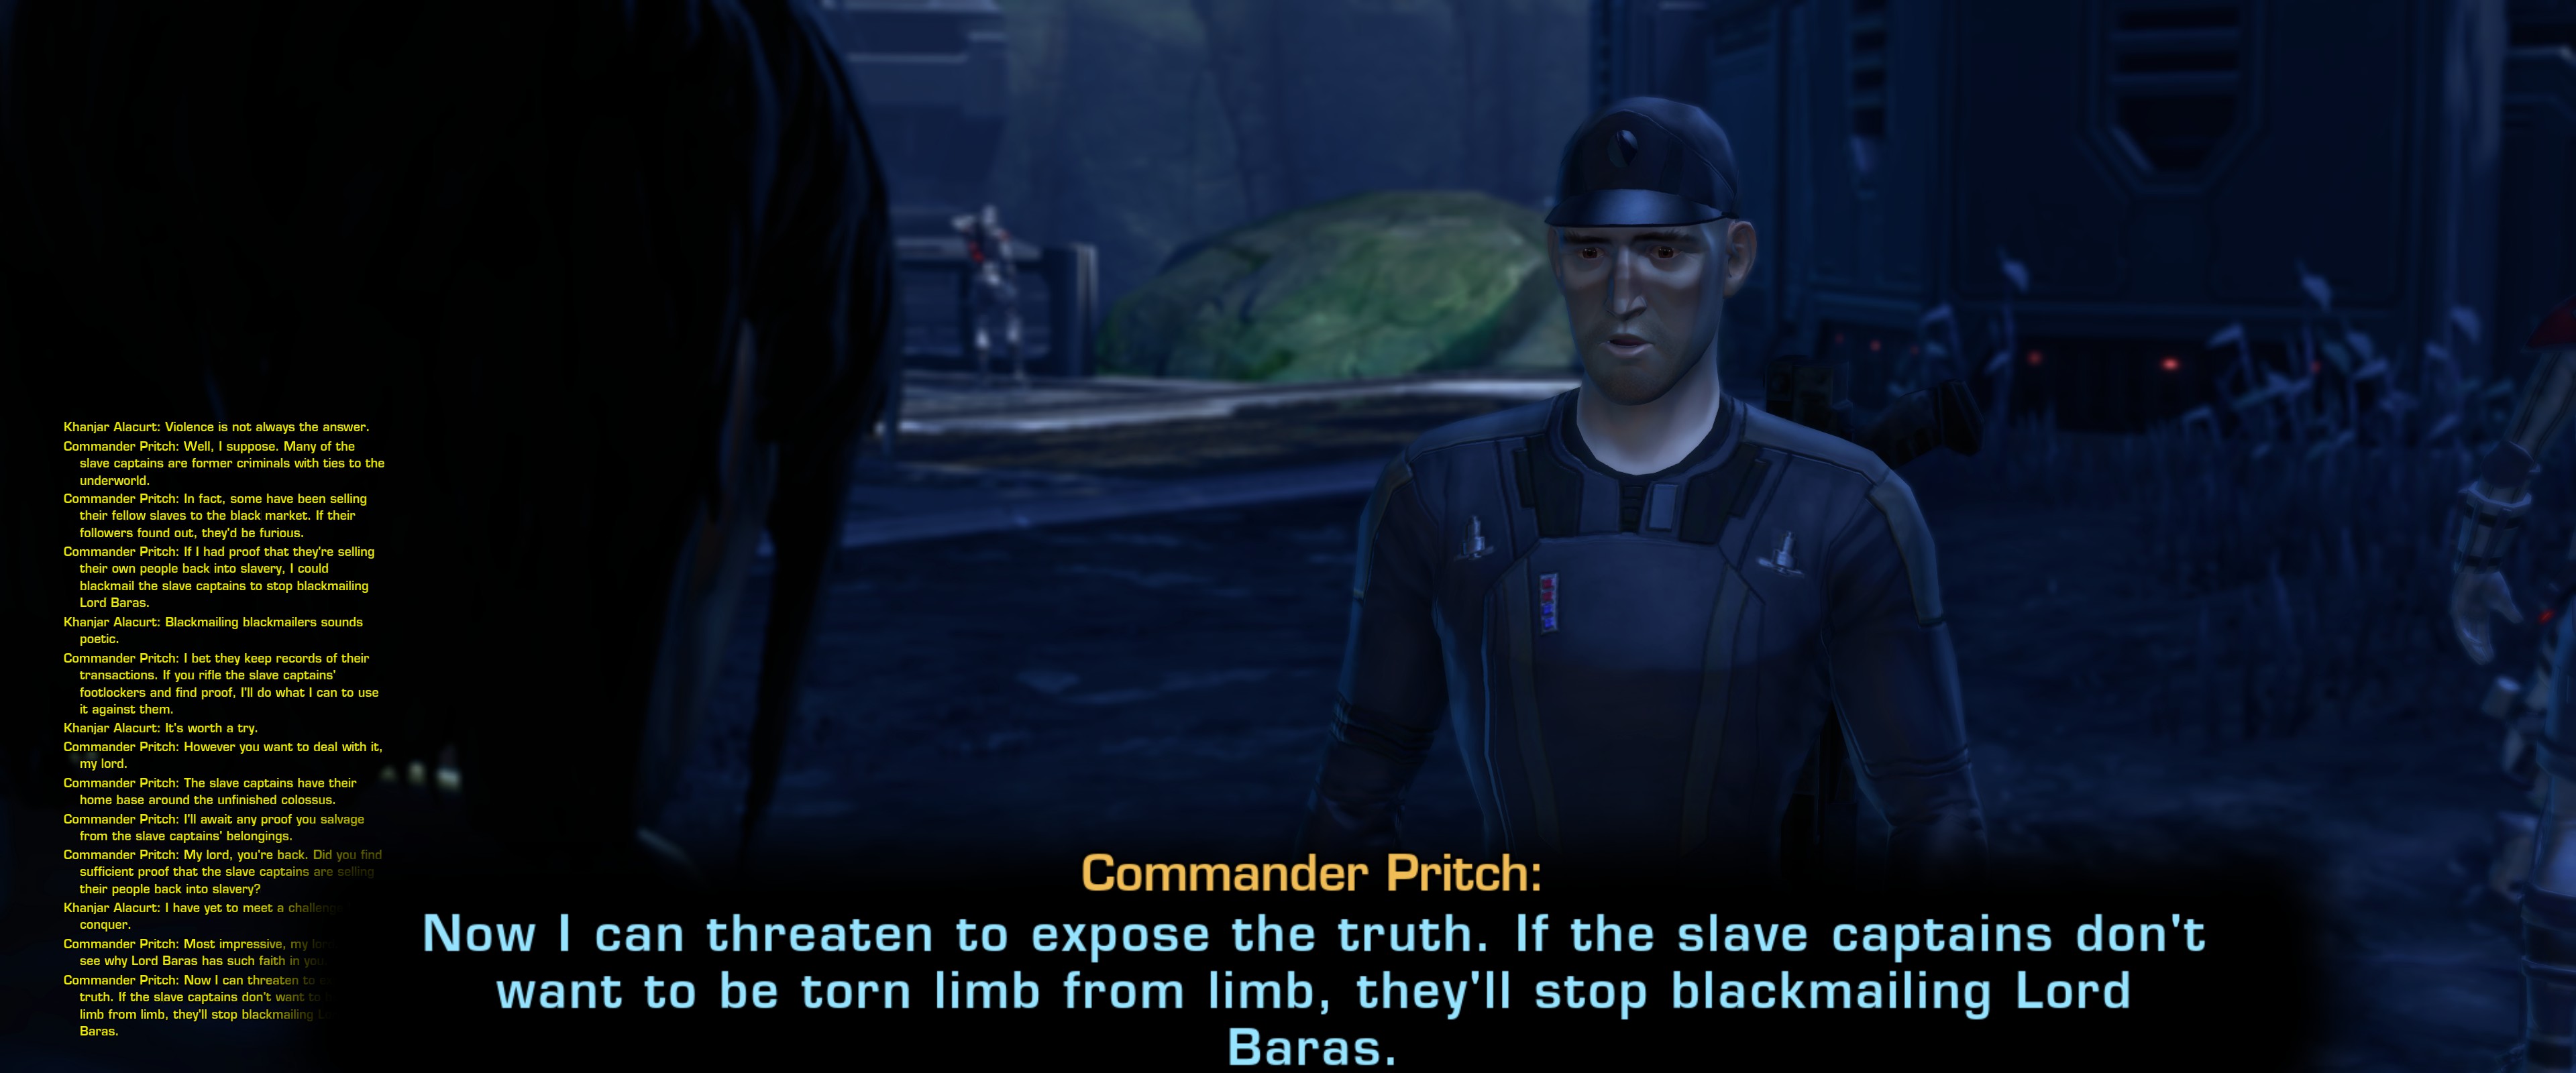 Khanjar Alacurt: Violence is not always the answer.
Commander Pritch: Well, I suppose. Many of the
slave captains are former criminals with ties to the
underworld.
Commander Pritch: In fact, some have been selling
their fellow slaves to the black market. If their
followers found out, they'd be furious.
Commander Pritch: If I had proof that they're selling
their own people back into slavery, I could
blackmail the slave captains to stop blackmailing
Lord Baras.
Khanjar Alacurt: Blackmailing blackmailers sounds
poetic.
Commander Pritch: I bet they keep records of their
transactions. If you rifle the slave captains'
footlockers and find proof, I'll do what I can to use
it against them.
Khanjar Alacurt: It's worth a try.
Commander Pritch: However you want to deal with it,
my lord.
Commander Pritch: The slave captains have their
home base around the unfinished colossus.
Commander Pritch: I'll await any proof you salvage
from the slave captains' belongings.
Commander Pritch: My lord, you're back. Did you find
sufficient proof that the slave captains are selling
their people back into slavery?
Khanjar Alacurt: I have yet to meet a challenge
conquer.
Commander Pritch: Most impressive, my lord
see why Lord Baras has such faith in you.
Commander Pritch: Now I can threaten to
truth. If the slave captains don't want to
limb from limb, they'll stop blackmailing
Baras.
Commander Pritch:
Now I can threaten to expose the truth. If the slave captains don't
want to be torn limb from limb, they'll stop blackmailing Lord
Baras.